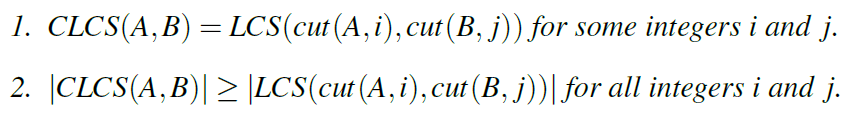 1. CLCS(A,B) = LCS(cut(A,i),cut(B,j)) for some integers i and j.
2. |CLCS(A,B)| ≥ |LCS(cut(A,i),cut(B,j))| for all integers i and j.